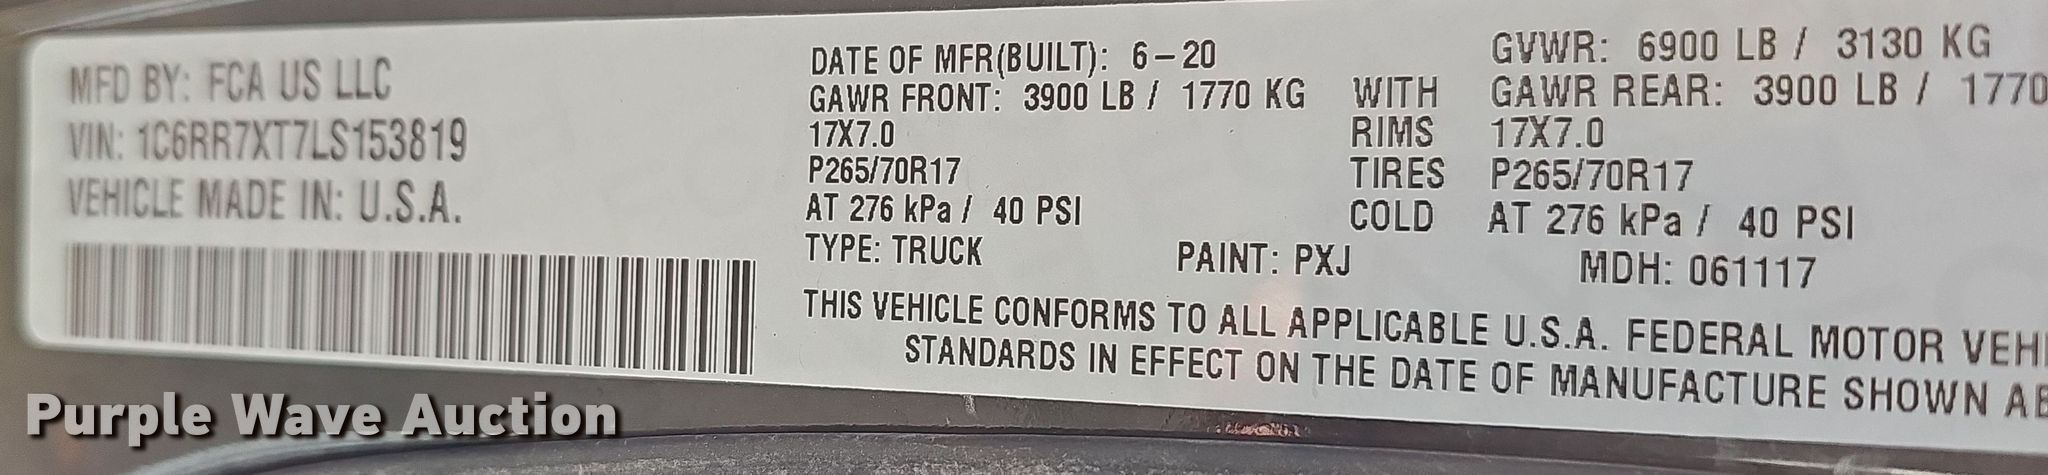 MFD BY: FCA US LLC
VIN: 1C6RR7XT7LS153819
VEHICLE MADE IN: U.S.A.
DATE OF MFR(BUILT): 6-20 GVWR: 6900 LB / 3130 KG
GAWR FRONT: 3900 LB / 1770 KG WITH GAWR REAR: 3900 LB / 1770
17X7.0 RIMS 17X7.0
P265/70R17 TIRES P265/70R17
AT 276 kPa / 40 PSI COLD AT 276 kPa / 40 PSI
TYPE: TRUCK PAINT: PXJ MDH: 061117
THIS VEHICLE CONFORMS TO ALL APPLICABLE U.S.A. FEDERAL MOTOR
STANDARDS IN EFFECT ON THE DATE OF MANUFACTURE SHOWN
Purple Wave Auction